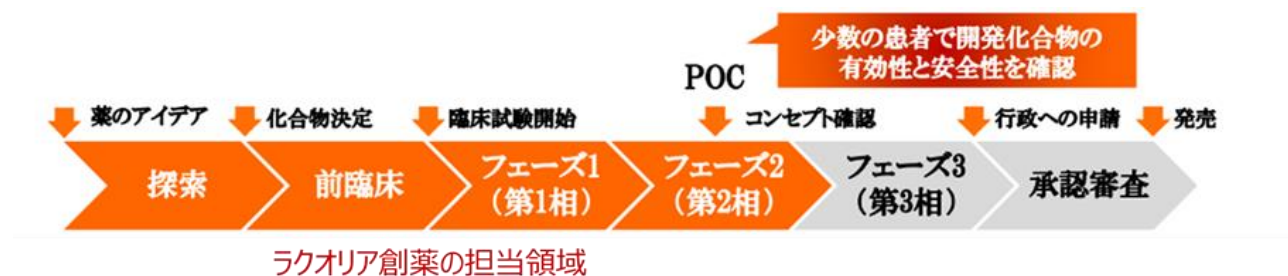 少数の患者で開発化合物の
有効性と安全性を確認
POC
薬のアイデア
化合物決定
臨床試験開始
コンセプト確認
行政への申請
発売
探索
前臨床
フェーズ1
(第1相)
フェーズ2
(第2相)
フェーズ3
(第3相)
承認審査
ラクオリア創薬の担当領域